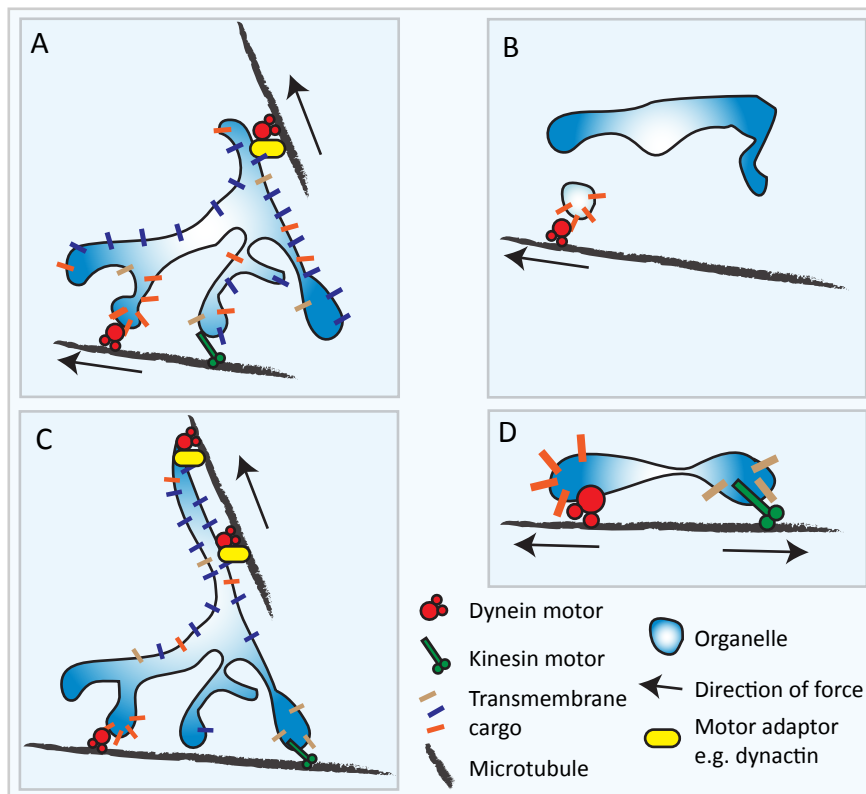 A
B
C
D
Dynein motor
Kinesin motor
Transmembrane
cargo
Microtubule
Organelle
Direction of force
Motor adaptor
e.g. dynactin